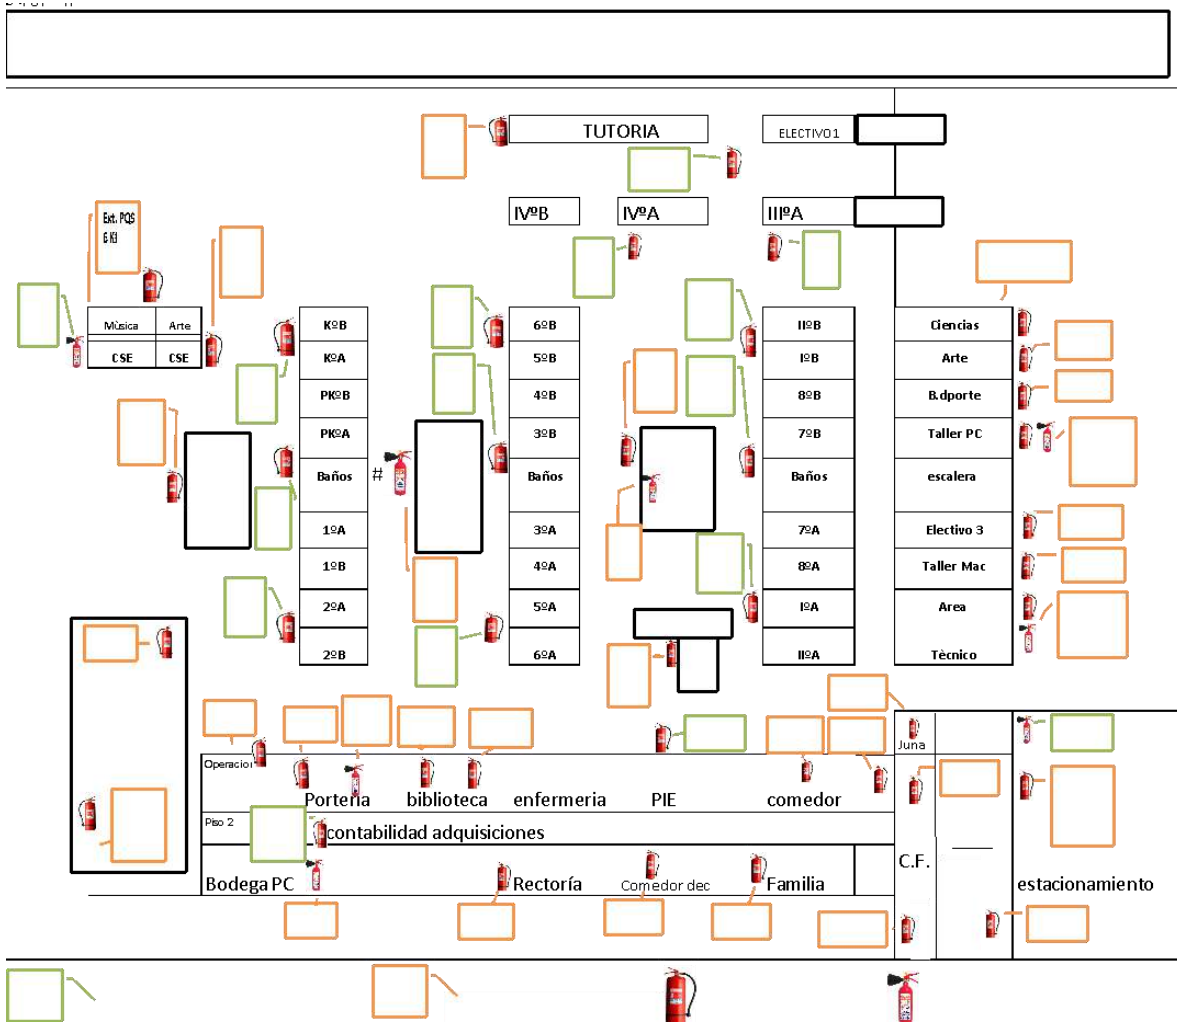 TUTORIA
ELECTIVO1
IVºB
IVºA
IIIºA
Ext. PQS
6 Kl
Mùsica
Arte
CSE
CSE
KºB
KºA
PKºB
PKºA
Baños
#
1ºA
1ºB
2ºA
2ºB
6ºB
5ºB
4ºB
3ºB
Baños
3ºA
4ºA
5ºA
6ºA
IIºB
IºB
8ºB
7ºB
Baños
7ºA
8ºA
IºA
IIºA
Ciencias
Arte
B.dporte
Taller PC
escalera
Electivo 3
Taller Mac
Area
Tècnico
Juna
Operacion
Porteria
biblioteca
enfermeria
PIE
comedor
Piso 2
contabilidad adquisiciones
Bodega PC
Rectoría
Comedor dec
Familia
C.F.
estacionamiento